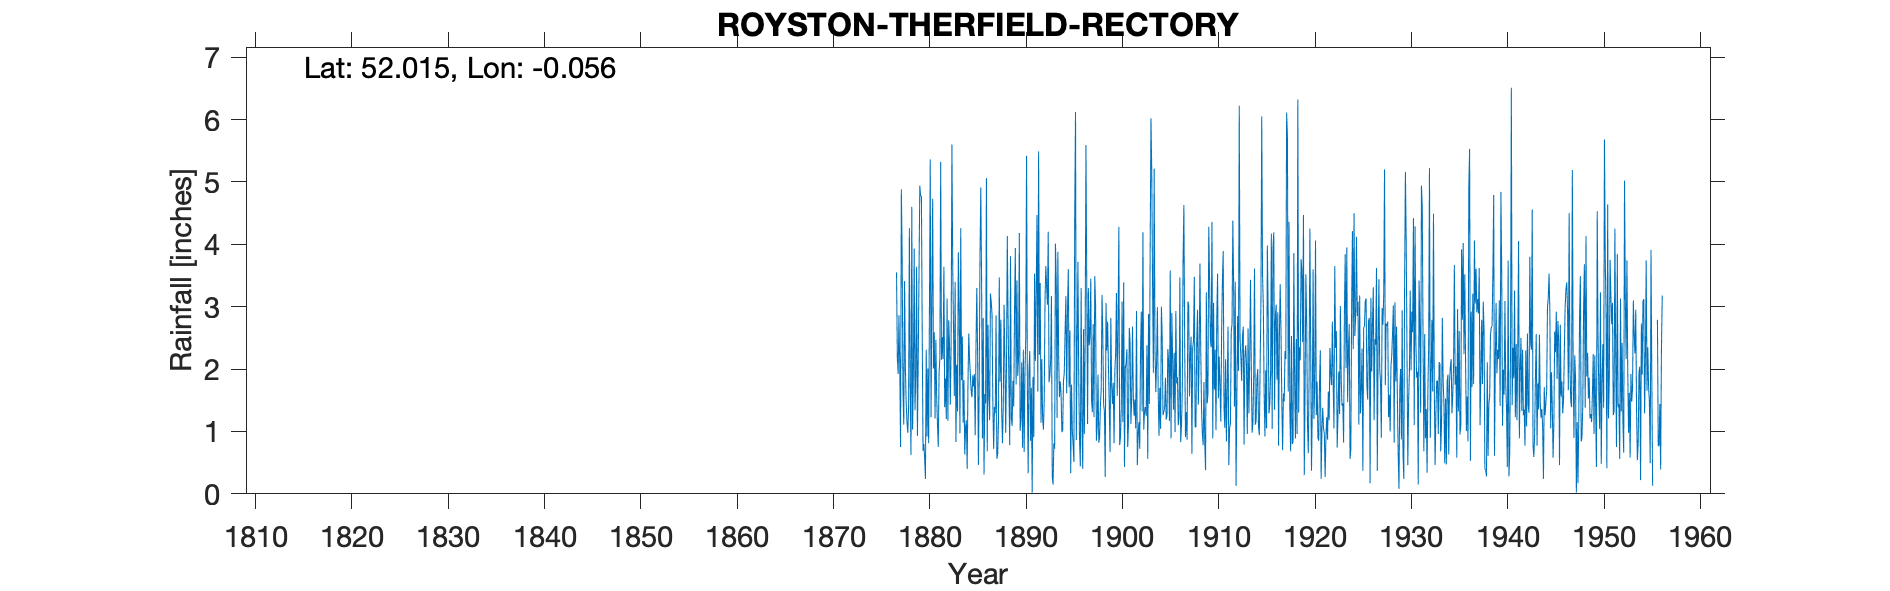 ROYSTON-THERFIELD-RECTORY
Lat: 52.015, Lon: -0.056
7
6
5
4
3
2
1
0
Rainfall [inches]
1810 1820 1830 1840 1850 1860 1870 1880 1890 1900 1910 1920 1930 1940 1950 1960
Year